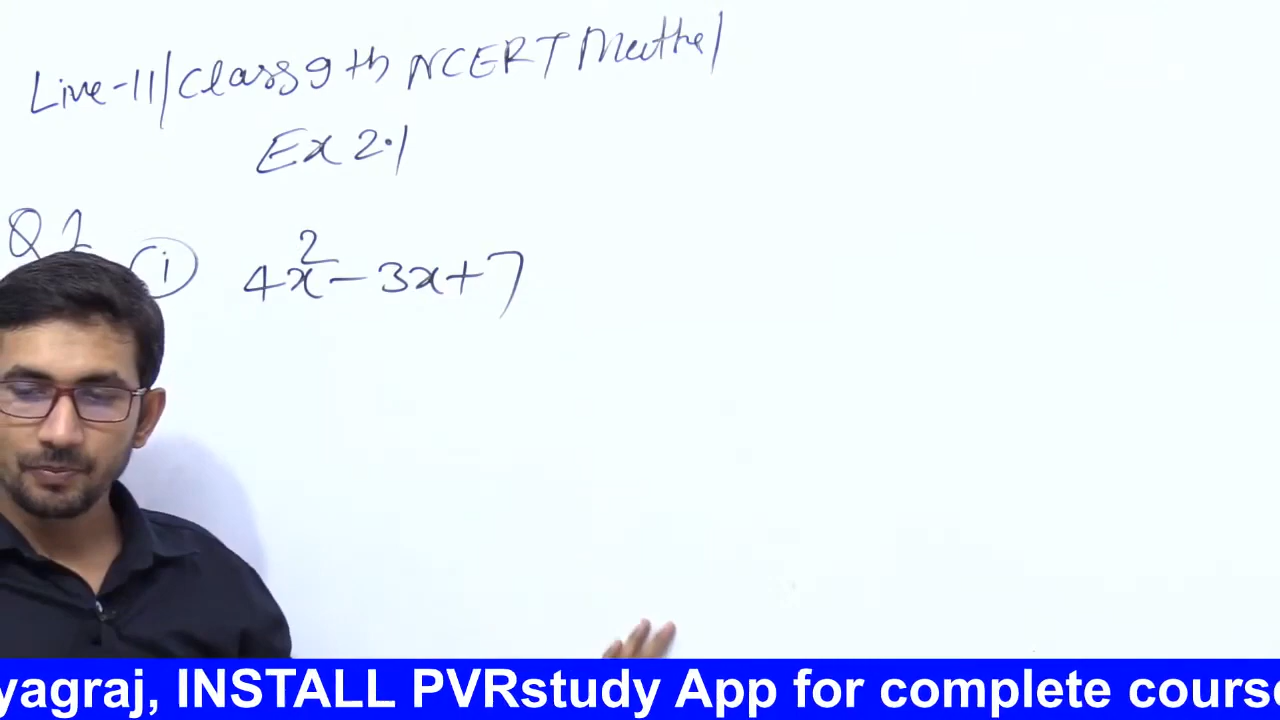 Live-11/Class 9th NCERT Maths/
Ex 2.1
Q 1
(i) 4x² - 3x + 7
yagraj, INSTALL PVRstudy App for complete course